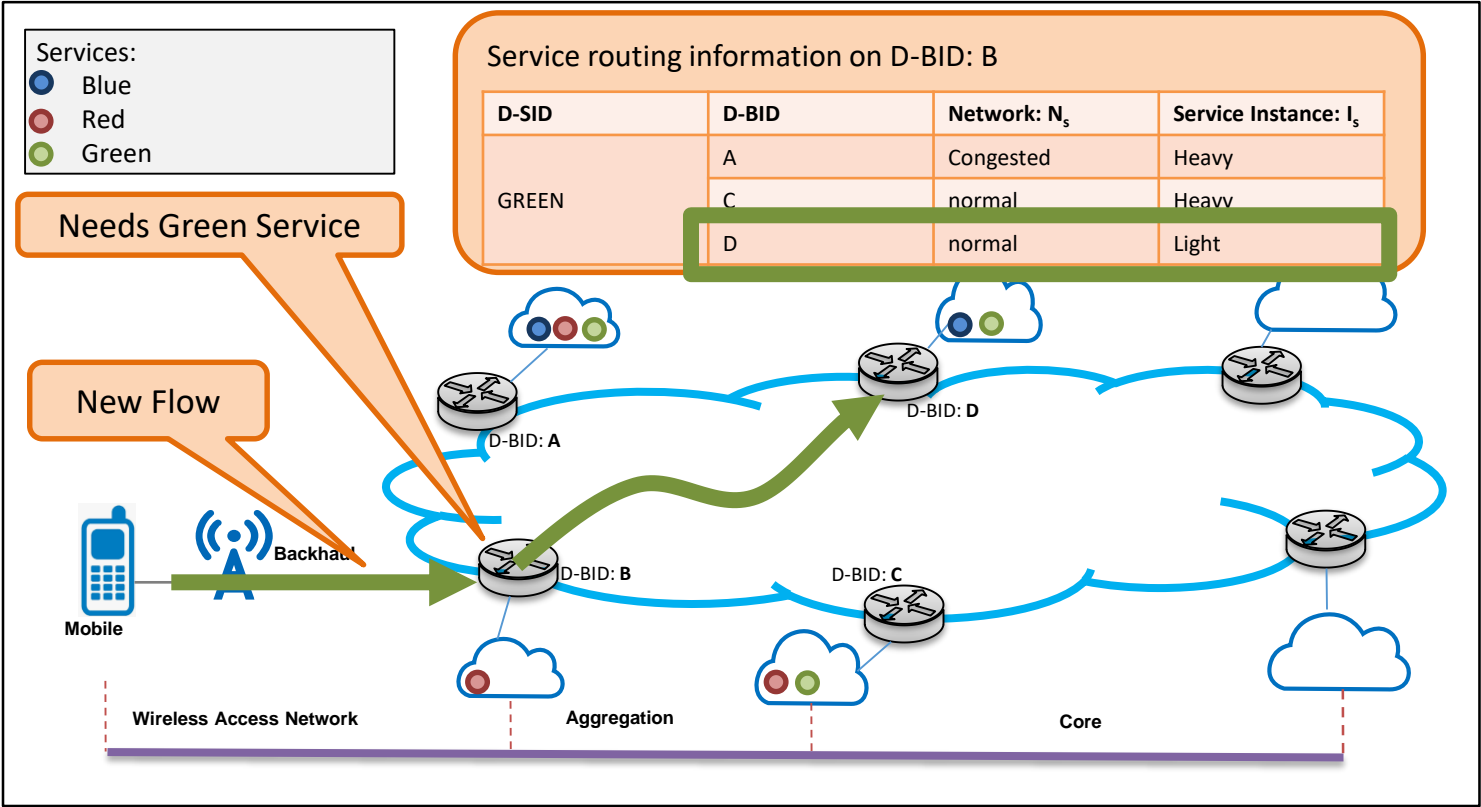 Services:
Blue
Red
Green
Service routing information on D-BID: B
D-SID D-BID Network: Ns Service Instance: Is
GREEN
A Congested Heavy
C normal Heavy
D normal Light
Needs Green Service
New Flow
D-BID: A
D-BID: D
Backhaul
D-BID: B
D-BID: C
Mobile
Wireless Access Network
Aggregation
Core